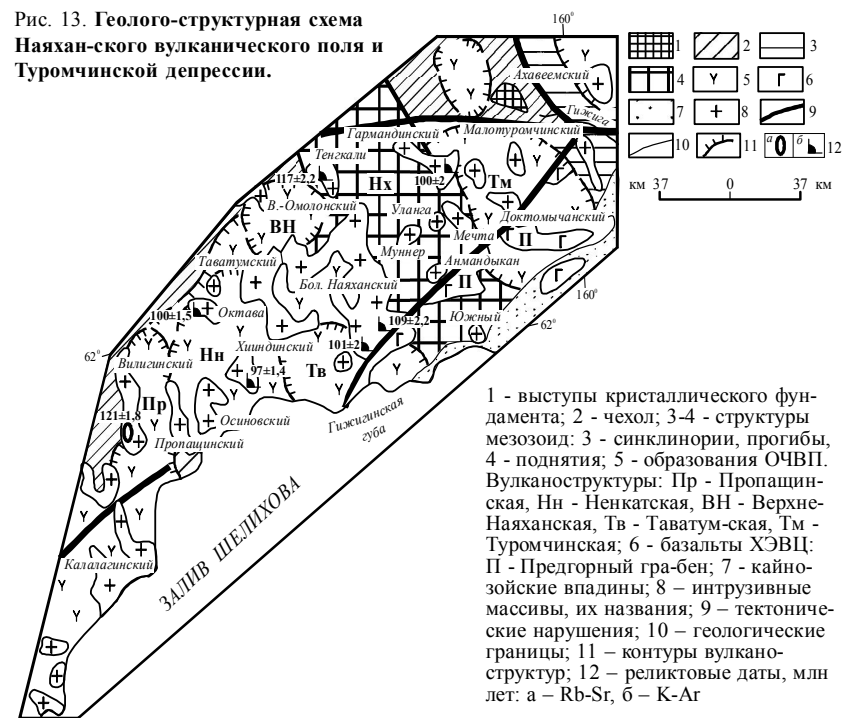 Рис. 13. Геолого-структурная схема
Наяхан-ского вулканического поля и
Туромчинской депрессии.
160°
Ахавеемский
Гижига
Гармандинский
Малотуромчинский
Тенгкали
117±2,2
Нх
100±2
Тм
В.-Омолонский
Уланга
ВН
Доктомычанский
Мечта
П
Г
Муннер
Таватумский
Анмандыкан
Бол. Наяханский
П
Г
160°
100±1,5
Октава
109±2,2
Южный
62°
62°
Хииндинский
101±2
Г
Вилигинский
Нн
97±1,4
Тв
Пр
121±1,8
Осиновский
Гижигинская
губа
Пропащинский
ЗАЛИВ ШЕЛИХОВА
Калалагинский
1 2 3
4 5 6
7 8 9
10 11 а б 12
км 37 0 37 км
1 - выступы кристаллического фун-
дамента; 2 - чехол; 3-4 - структуры
мезозоид: 3 - синклинории, прогибы,
4 - поднятия; 5 - образования ОЧВП.
Вулканоструктуры: Пр - Пропащин-
ская, Нн - Ненкатская, ВН - Верхне-
Наяханская, Тв - Таватум-ская, Тм -
Туромчинская; 6 - базальты ХЭВЦ:
П - Предгорный гра-бен; 7 - кайно-
зойские впадины; 8 – интрузивные
массивы, их названия; 9 – тектониче-
ские нарушения; 10 – геологические
границы; 11 – контуры вулкано-
структур; 12 – реликтовые даты, млн
лет: а – Rb-Sr, б – K-Ar